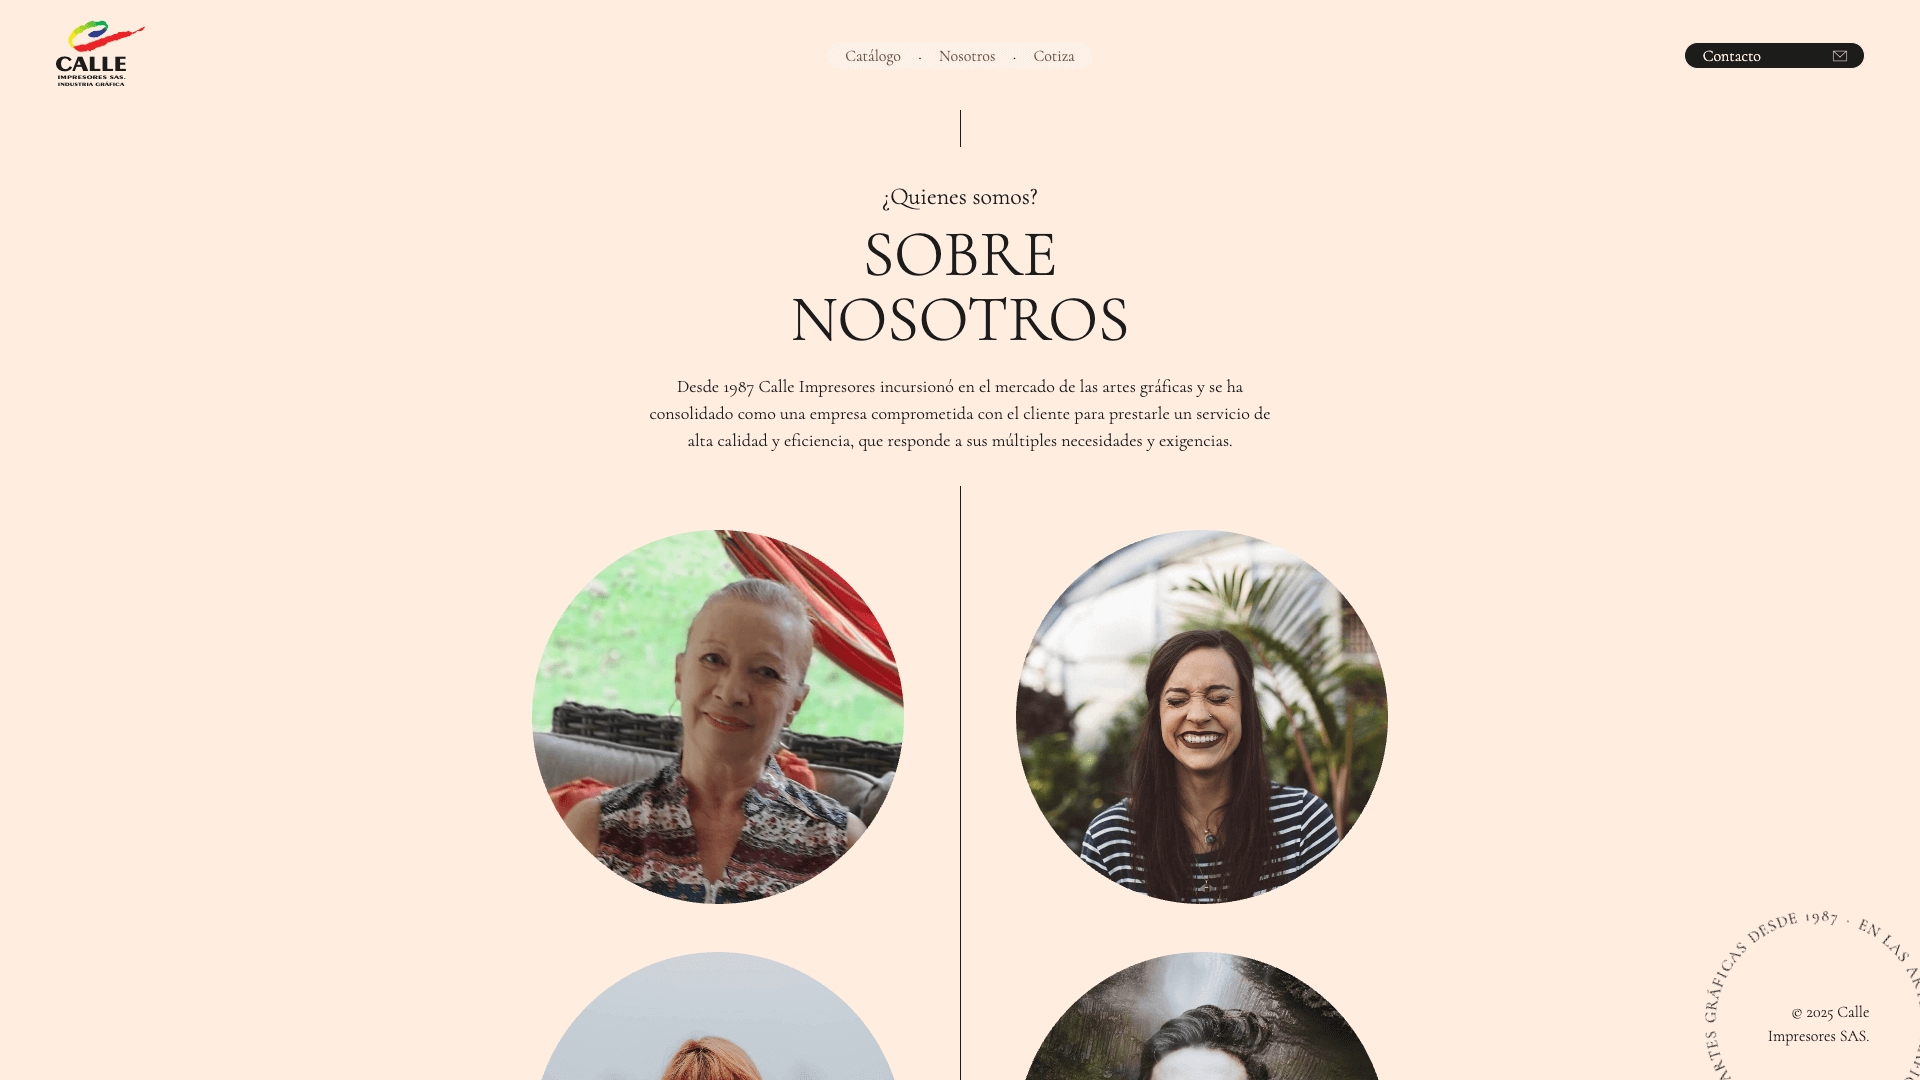 CALLE
IMPRESORES SAS.
INDUSTRIA GRÁFICA
Catálogo · Nosotros · Cotiza
Contacto
¿Quienes somos?
SOBRE
NOSOTROS
Desde 1987 Calle Impresores incursionó en el mercado de las artes gráficas y se ha
consolidado como una empresa comprometida con el cliente para prestarle un servicio de
alta calidad y eficiencia, que responde a sus múltiples necesidades y exigencias.
ARTES GRÁFICAS DESDE 1987 · EN LAS
© 2025 Calle
Impresores SAS.